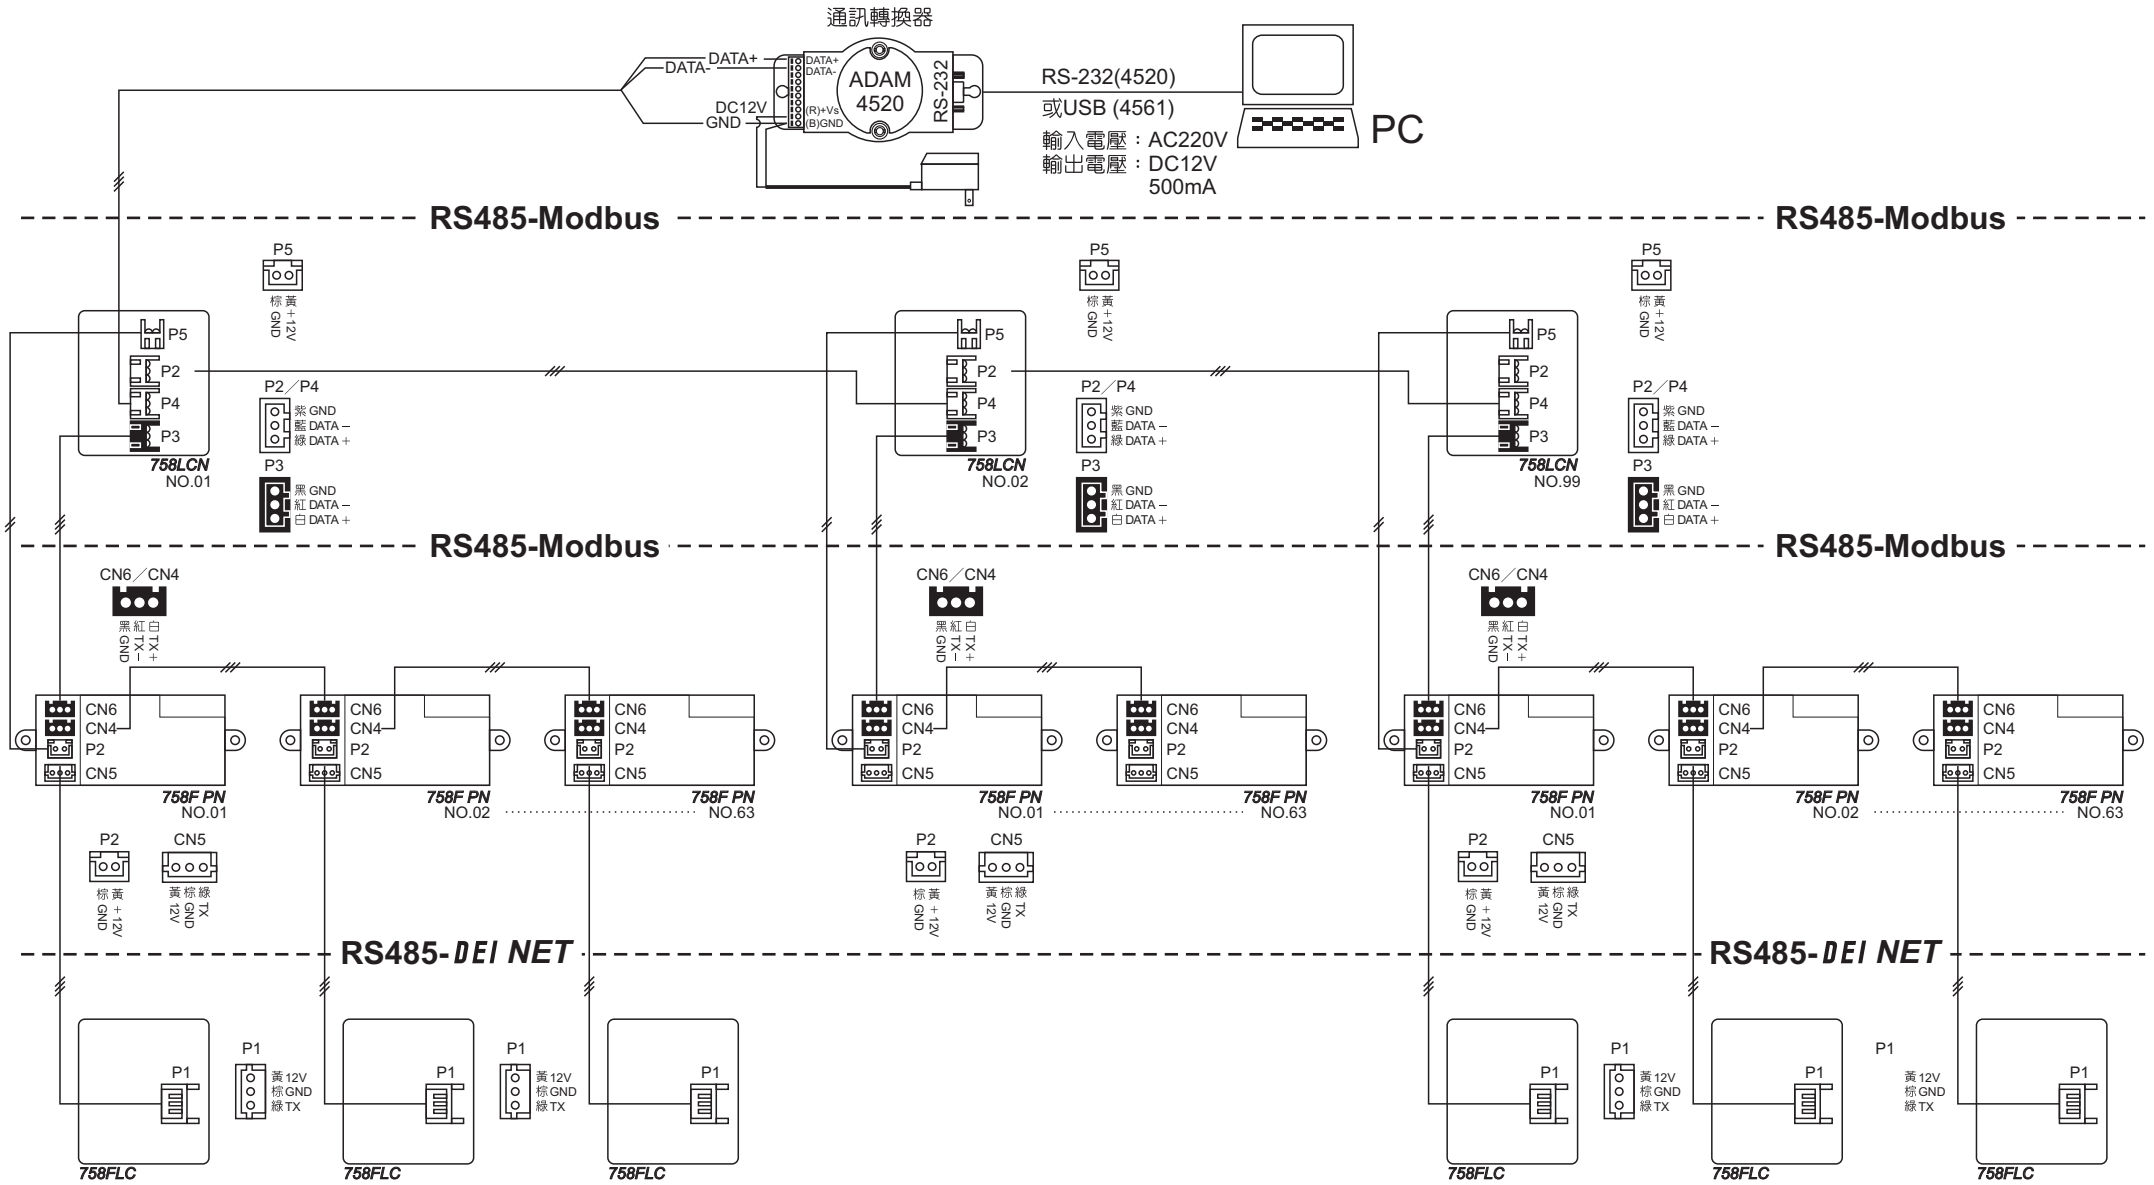 通訊轉換器
DATA+
DATA-
DC12V
GND
DATA+
DATA-
(R)+Vs
(B)GND
ADAM
4520
RS-232
RS-232(4520)
或USB (4561)
輸入電壓：AC220V
輸出電壓：DC12V
500mA
PC
RS485-Modbus
RS485-Modbus
P5
棕 GND
黃 +12V
P5
P2
P4
P3
758LCN
NO.01
P2／P4
紫 GND
藍 DATA −
綠 DATA +
P3
黑 GND
紅 DATA −
白 DATA +
P5
棕 GND
黃 +12V
P5
P2
P4
P3
758LCN
NO.02
P2／P4
紫 GND
藍 DATA −
綠 DATA +
P3
黑 GND
紅 DATA −
白 DATA +
P5
棕 GND
黃 +12V
P5
P2
P4
P3
758LCN
NO.99
P2／P4
紫 GND
藍 DATA −
綠 DATA +
P3
黑 GND
紅 DATA −
白 DATA +
RS485-Modbus
RS485-Modbus
CN6／CN4
黑 GND
紅 TX−
白 TX+
CN6／CN4
黑 GND
紅 TX−
白 TX+
CN6／CN4
黑 GND
紅 TX−
白 TX+
CN6
CN4
P2
CN5
758F PN
NO.01
CN6
CN4
P2
CN5
758F PN
NO.02
CN6
CN4
P2
CN5
758F PN
NO.63
CN6
CN4
P2
CN5
758F PN
NO.01
CN6
CN4
P2
CN5
758F PN
NO.63
CN6
CN4
P2
CN5
758F PN
NO.01
CN6
CN4
P2
CN5
758F PN
NO.02
CN6
CN4
P2
CN5
758F PN
NO.63
P2
棕 GND
黃 +12V
CN5
黃 12V
棕 GND
綠 TX
P2
棕 GND
黃 +12V
CN5
黃 12V
棕 GND
綠 TX
P2
棕 GND
黃 +12V
CN5
黃 12V
棕 GND
綠 TX
RS485-DEI NET
RS485-DEI NET
P1
758FLC
P1
黃 12V
棕 GND
綠 TX
P1
758FLC
P1
黃 12V
棕 GND
綠 TX
P1
758FLC
P1
758FLC
P1
黃 12V
棕 GND
綠 TX
P1
758FLC
P1
黃 12V
棕 GND
綠 TX
P1
758FLC